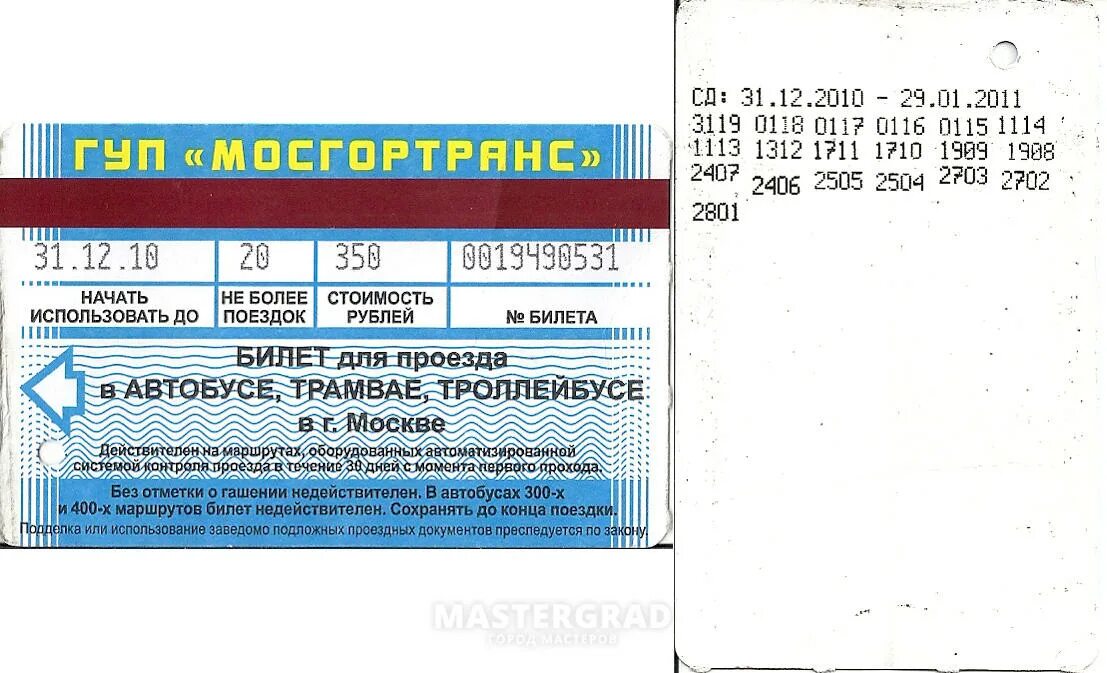 ГУП «МОСГОРТРАНС»
31.12.10 20 350 0019490531
НАЧАТЬ ИСПОЛЬЗОВАТЬ ДО
НЕ БОЛЕЕ ПОЕЗДОК
СТОИМОСТЬ РУБЛЕЙ
№ БИЛЕТА
БИЛЕТ для проезда
в АВТОБУСЕ, ТРАМВАЕ, ТРОЛЛЕЙБУСЕ
в г. Москве
Действителен на маршрутах, оборудованных автоматизированной
системой контроля проезда в течение 30 дней с момента первого прохода.
Без отметки о гашении недействителен. В автобусах 300-х
и 400-х маршрутов билет недействителен. Сохранять до конца поездки.
Подделка или использование заведомо подложных проездных документов преследуется по закону.
СД: 31.12.2010 - 29.01.2011
3119 0118 0117 0116 0115 1114
1113 1312 1711 1710 1909 1908
2407 2406 2505 2504 2703 2702
2801
MASTERGRAD
ГОРОД МАСТЕРОВ